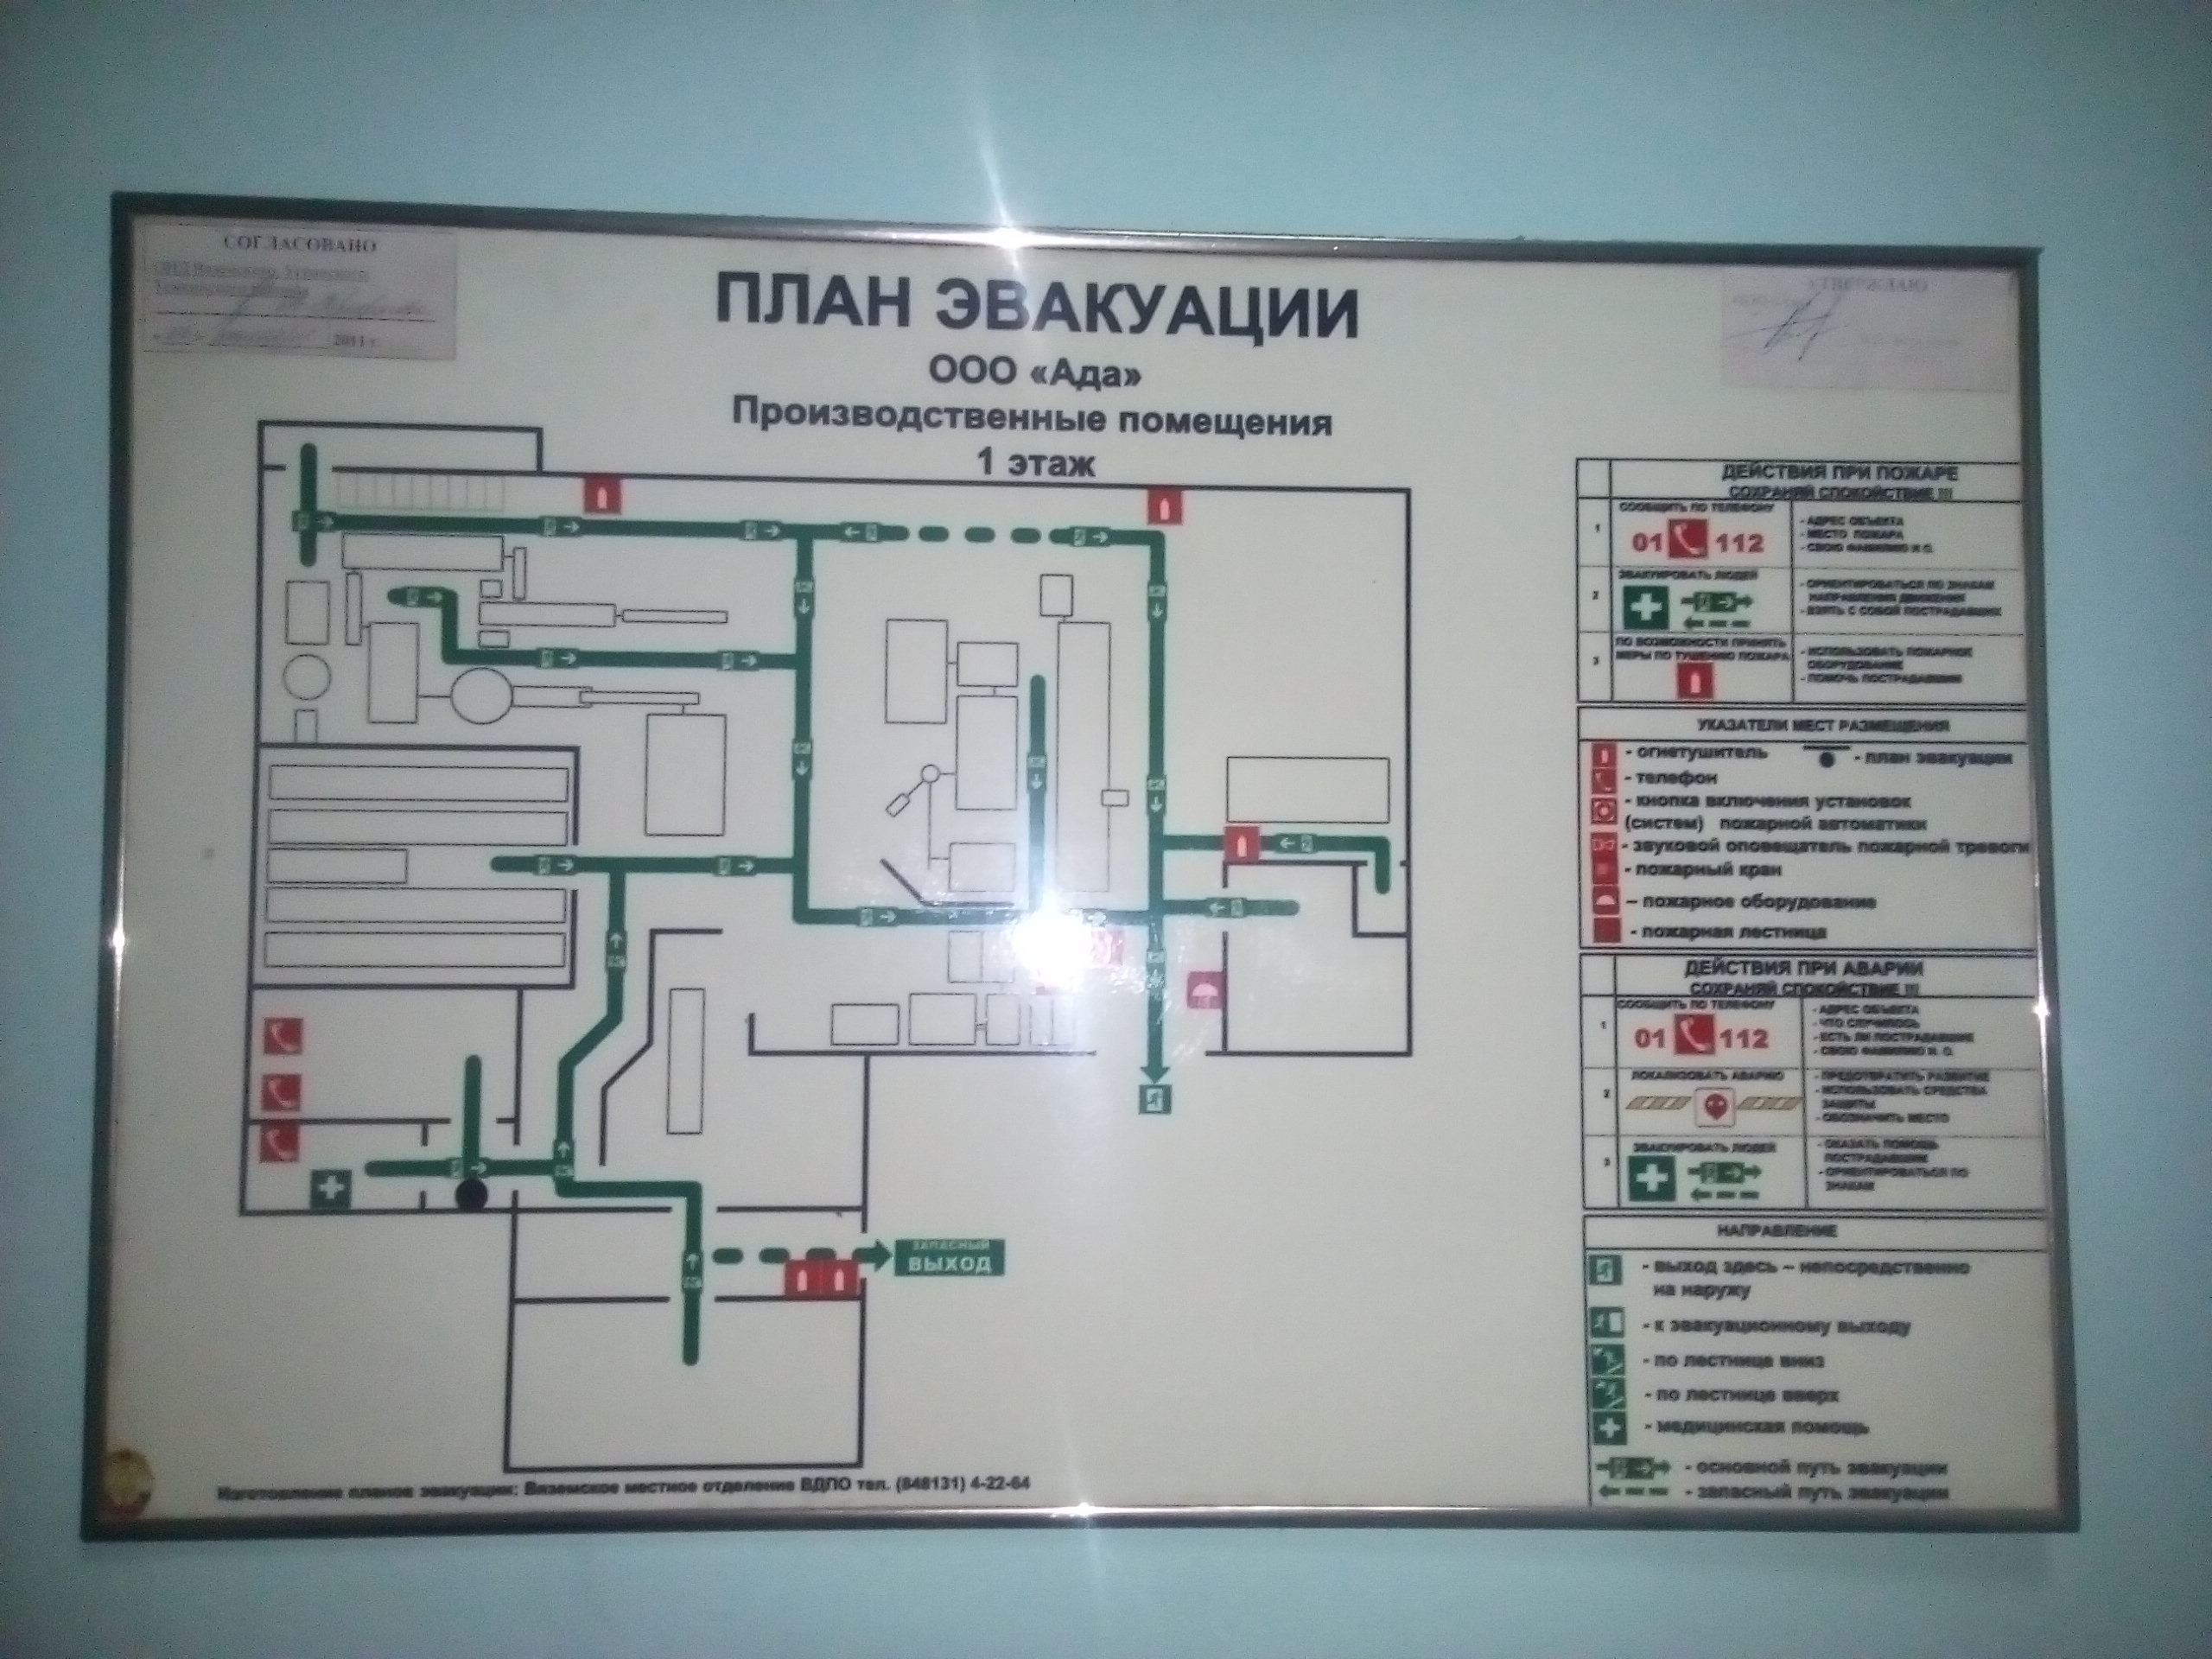 СОГЛАСОВАНО
2011 г.
УТВЕРЖДАЮ
ПЛАН ЭВАКУАЦИИ
ООО «Ада»
Производственные помещения
1 этаж
ЗАПАСНЫЙ
ВЫХОД
ДЕЙСТВИЯ ПРИ ПОЖАРЕ
СОХРАНЯЙ СПОКОЙСТВИЕ !!!
1
СООБЩИТЬ ПО ТЕЛЕФОНУ
01 112
- АДРЕС ОБЪЕКТА
- МЕСТО ПОЖАРА
- СВОЮ ФАМИЛИЮ И О.
2
ЭВАКУИРОВАТЬ ЛЮДЕЙ
- ОРИЕНТИРОВАТЬСЯ ПО ЗНАКАМ
НАПРАВЛЕНИЯ ДВИЖЕНИЯ
- ВЗЯТЬ С СОБОЙ ПОСТРАДАВШИХ
3
ПО ВОЗМОЖНОСТИ ПРИНЯТЬ
МЕРЫ ПО ТУШЕНИЮ ПОЖАРА
- ИСПОЛЬЗОВАТЬ ПОЖАРНОЕ
ОБОРУДОВАНИЕ
- ПОМОЧЬ ПОСТРАДАВШИМ
УКАЗАТЕЛИ МЕСТ РАЗМЕЩЕНИЯ
- огнетушитель
- план эвакуации
- телефон
- кнопка включения установок
(систем) пожарной автоматики
- звуковой оповещатель пожарной тревоги
- пожарный кран
– пожарное оборудование
- пожарная лестница
ДЕЙСТВИЯ ПРИ АВАРИИ
СОХРАНЯЙ СПОКОЙСТВИЕ !!!
1
СООБЩИТЬ ПО ТЕЛЕФОНУ
01 112
- АДРЕС ОБЪЕКТА
- ЧТО СЛУЧИЛОСЬ
- ЕСТЬ ЛИ ПОСТРАДАВШИЕ
- СВОЮ ФАМИЛИЮ И. О.
2
ЛОКАЛИЗОВАТЬ АВАРИЮ
- ПРЕДОТВРАТИТЬ РАЗВИТИЕ
- ИСПОЛЬЗОВАТЬ СРЕДСТВА
ЗАЩИТЫ
- ОБОЗНАЧИТЬ МЕСТО
3
ЭВАКУИРОВАТЬ ЛЮДЕЙ
- ОКАЗАТЬ ПОМОЩЬ
ПОСТРАДАВШИМ
- ОРИЕНТИРОВАТЬСЯ ПО
ЗНАКАМ
НАПРАВЛЕНИЕ
- выход здесь – непосредственно
на наружу
- к эвакуационному выходу
- по лестнице вниз
- по лестнице вверх
- медицинская помощь
- основной путь эвакуации
- запасный путь эвакуации
Изготовление планов эвакуации: Вяземское местное отделение ВДПО тел. (848131) 4-22-64